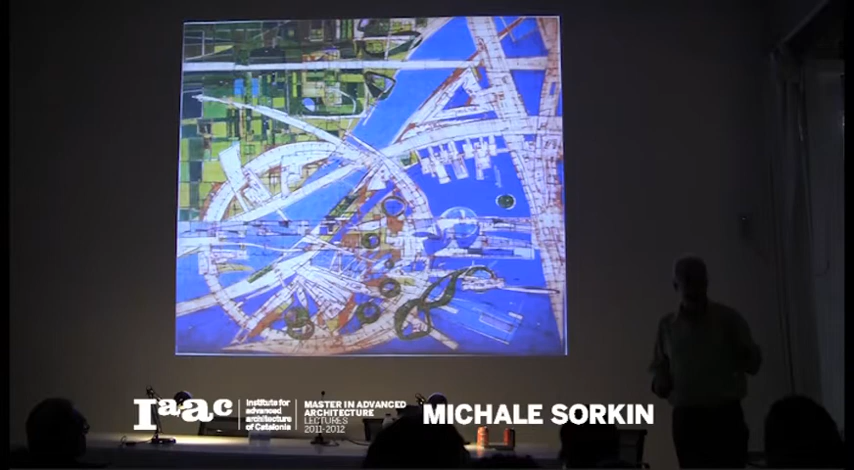 Iaac
Institute for
advanced
architecture
of Catalonia
MASTER IN ADVANCED
ARCHITECTURE
LECTURES
2011-2012
MICHALE SORKIN